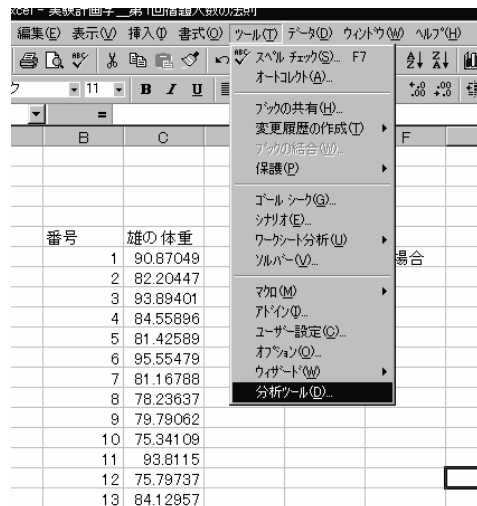 xcel - 実験計画学__第1回宿題大数の法則
編集(E) 表示(V) 挿入(I) 書式(O) ツール(T) データ(D) ウィンドウ(W) ヘルプ(H)
スペル チェック(S)... F7
オートコレクト(A)...
11 B I U
ブックの共有(H)...
変更履歴の作成(T)
ブックの結合(W)...
保護(P)
=
B C F
ゴール シーク(G)...
シナリオ(E)...
ワークシート分析(U)
ソルバー(V)...
マクロ(M)
アドイン(I)...
ユーザー設定(C)...
オプション(O)...
ウィザード(W)
分析ツール(D)...
番号 雄の体重
1 90.87049 場合
2 82.20447
3 93.89401
4 84.55896
5 81.42589
6 95.55479
7 81.16788
8 78.23637
9 79.79062
10 75.34109
11 93.8115
12 75.79737
13 84.12957